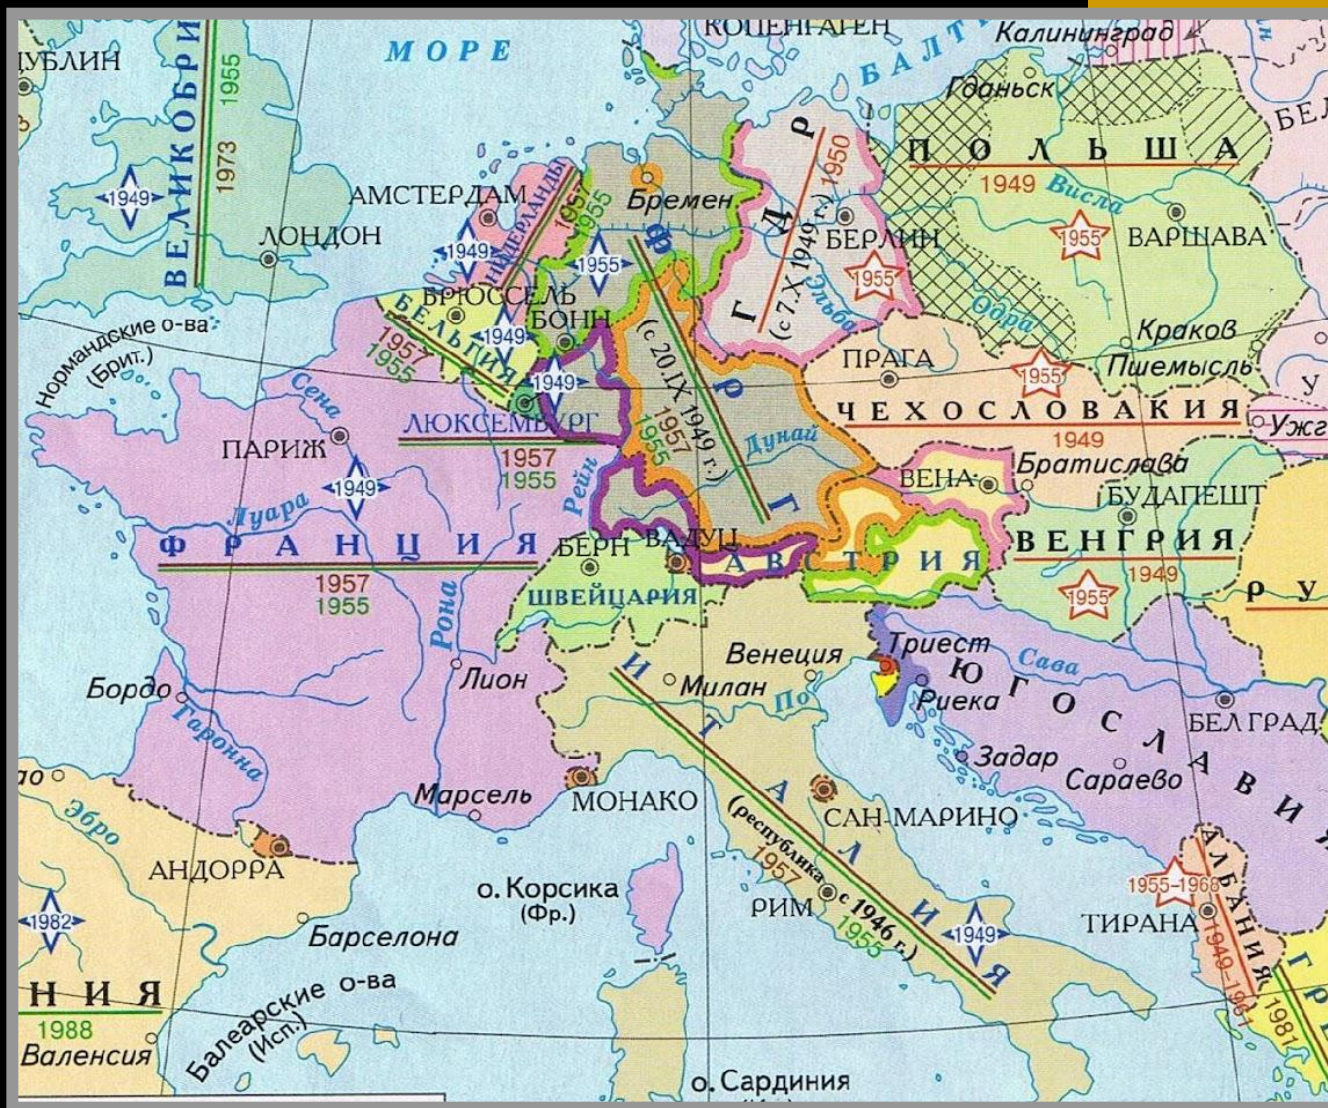 МОРЕ
КОПЕНГАГЕН
БАЛТ
Калининград
ДУБЛИН
ВЕЛИКОБРИ
1955
1973
1949
ЛОНДОН
АМСТЕРДАМ
НИДЕРЛАНДЫ
1957
1955
1949
Бремен
1955
ФРГ
(с 20.IX 1949 г.)
1957
1955
ГДР
(с 7.X 1949 г.)
1950
БЕРЛИН
1955
Эльба
Гданьск
ПОЛЬША
1949
Висла
1955
ВАРШАВА
БЕЛ
Одра
Краков
Пшемысль
Нормандские о-ва
(Брит.)
БРЮССЕЛЬ
БЕЛЬГИЯ
1957
1955
1949
БОНН
1949
ЛЮКСЕМБУРГ
1957
1955
ПРАГА
1955
ЧЕХОСЛОВАКИЯ
1949
У
Ужг
Сена
ПАРИЖ
1949
Луара
ФРАНЦИЯ
1957
1955
Рейн
Дунай
ВЕНА
Братислава
БУДАПЕШТ
ВЕНГРИЯ
1949
1955
РУ
БЕРН
ВАДУЦ
АВСТРИЯ
ШВЕЙЦАРИЯ
Рона
Лион
Бордо
Гаронна
Марсель
МОНАКО
Венеция
Милан
По
Триест
Риека
Сава
ЮГОСЛАВИЯ
БЕЛГРАД
Задар
Сараево
ИТАЛИЯ
(республика с 1946 г.)
1957
1955
САН-МАРИНО
РИМ
1949
АЛБАНИЯ
1955-1968
ТИРАНА
1949-1961
ГРЕ
1981
ао
Эбро
АНДОРРА
1982
Барселона
НИЯ
1988
Валенсия
Балеарские о-ва
(Исп.)
о. Корсика
(Фр.)
о. Сардиния